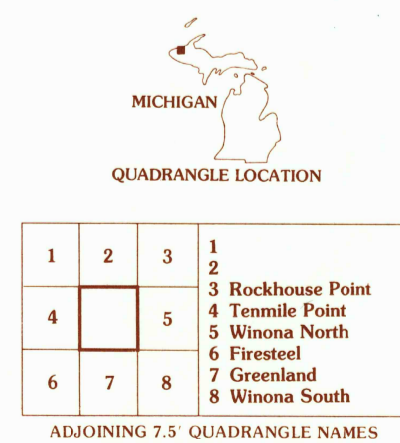 MICHIGAN
QUADRANGLE LOCATION
1 2 3
4 5
6 7 8
1
2
3 Rockhouse Point
4 Tenmile Point
5 Winona North
6 Firesteel
7 Greenland
8 Winona South
ADJOINING 7.5' QUADRANGLE NAMES